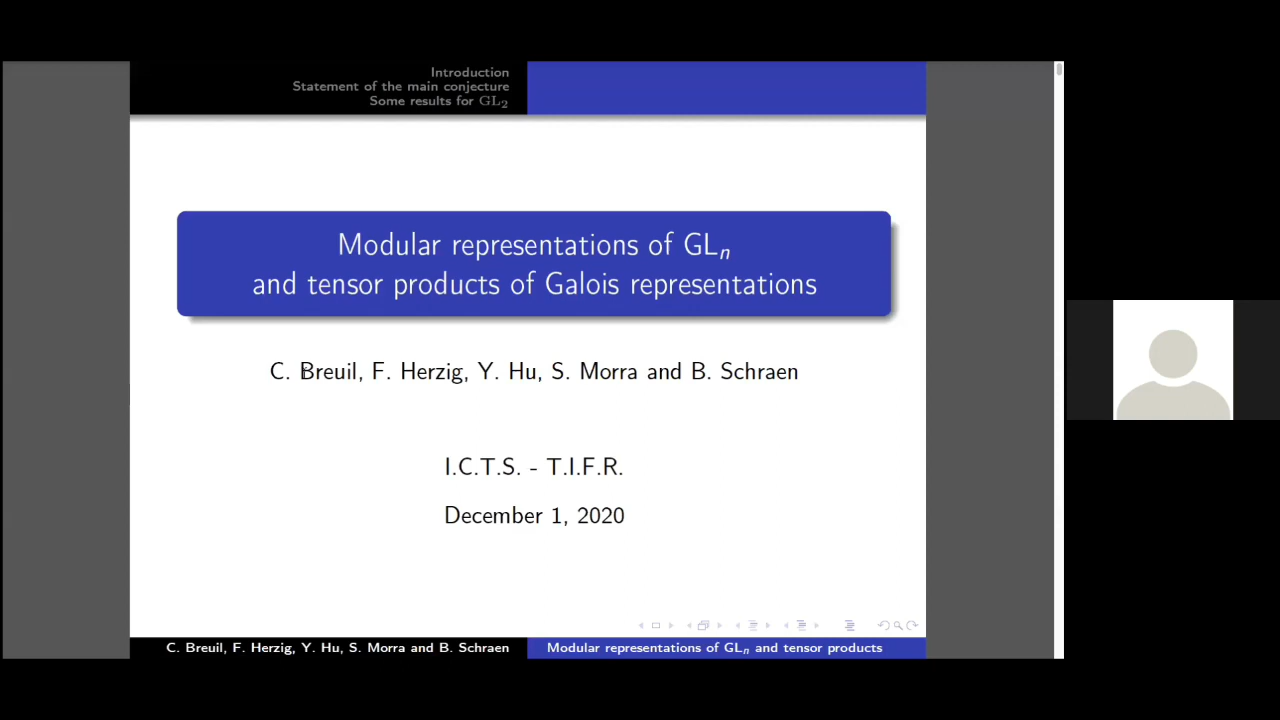 Introduction
Statement of the main conjecture
Some results for GL₂
Modular representations of GLₙ
and tensor products of Galois representations
C. Breuil, F. Herzig, Y. Hu, S. Morra and B. Schraen
I.C.T.S. - T.I.F.R.
December 1, 2020
C. Breuil, F. Herzig, Y. Hu, S. Morra and B. Schraen
Modular representations of GLₙ and tensor products